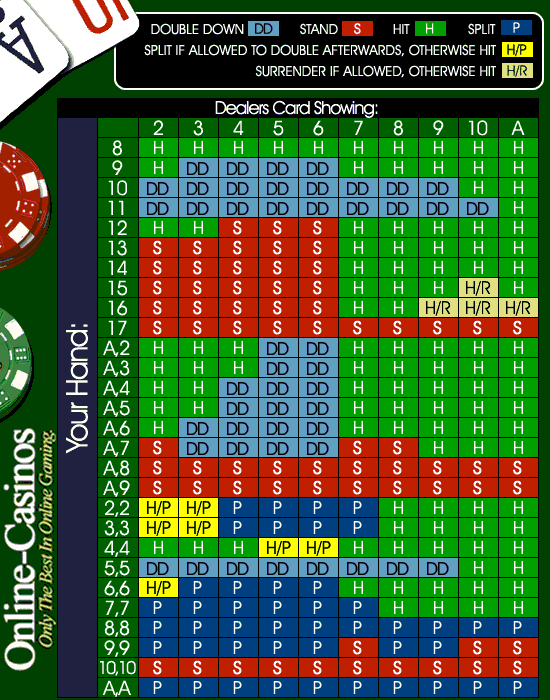 DOUBLE DOWN DD STAND S HIT H SPLIT P
SPLIT IF ALLOWED TO DOUBLE AFTERWARDS, OTHERWISE HIT H/P
SURRENDER IF ALLOWED, OTHERWISE HIT H/R
Dealers Card Showing:
2 3 4 5 6 7 8 9 10 A
8 H H H H H H H H H H
9 H DD DD DD DD H H H H H
10 DD DD DD DD DD DD DD DD H H
11 DD DD DD DD DD DD DD DD DD H
12 H H S S S H H H H H
13 S S S S S H H H H H
14 S S S S S H H H H H
15 S S S S S H H H H/R H
16 S S S S S H H H/R H/R H/R
17 S S S S S S S S S S
A,2 H H H DD DD H H H H H
A,3 H H H DD DD H H H H H
A,4 H H DD DD DD H H H H H
A,5 H H DD DD DD H H H H H
A,6 H DD DD DD DD H H H H H
A,7 S DD DD DD DD S S H H H
A,8 S S S S S S S S S S
A,9 S S S S S S S S S S
2,2 H/P H/P P P P P H H H H
3,3 H/P H/P P P P P H H H H
4,4 H H H H/P H/P H H H H H
5,5 DD DD DD DD DD DD DD DD H H
6,6 H/P P P P P H H H H H
7,7 P P P P P P H H H H
8,8 P P P P P P P P P P
9,9 P P P P P S P P S S
10,10 S S S S S S S S S S
A,A P P P P P P P P P P
Your Hand:
Online-Casinos
Only The Best In Online Gaming.
A